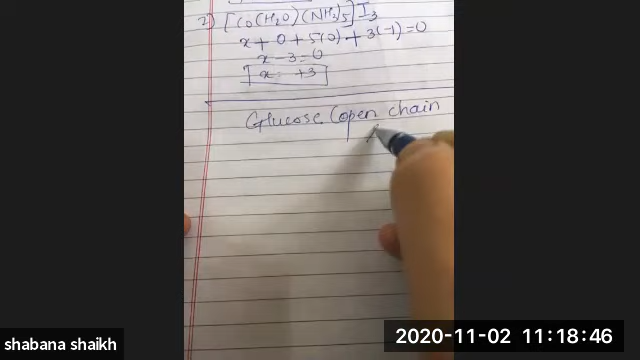 2) [Co(H2O)(NH3)5]I3
x + 0 + 5(0) + 3(-1) = 0
x - 3 = 0
x = +3
Glucose (open chain
shabana shaikh
2020-11-02 11:18:46